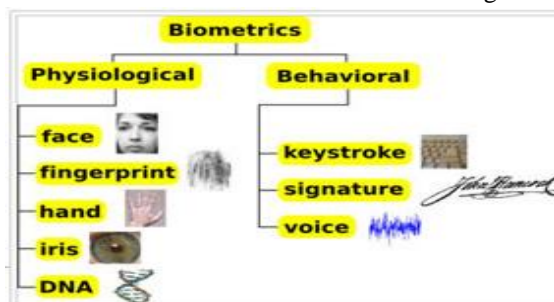 Biometrics
Physiological
Behavioral
face
fingerprint
hand
iris
DNA
keystroke
signature
voice